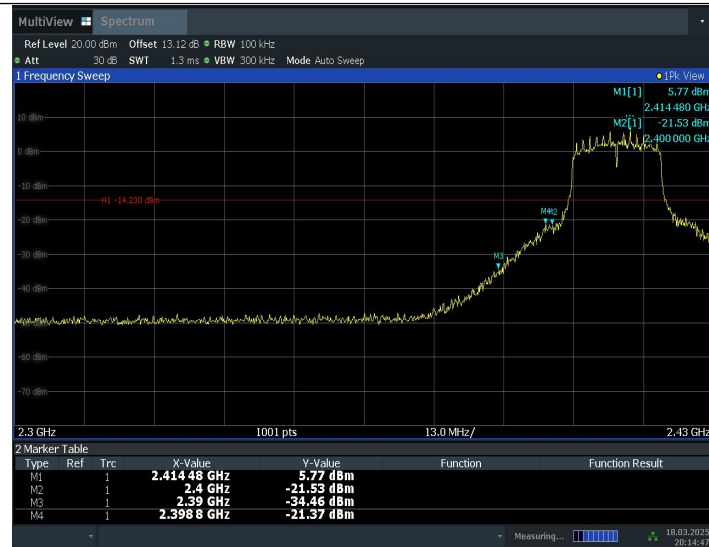 MultiView Spectrum
Ref Level 20.00 dBm Offset 13.12 dB RBW 100 kHz
Att 30 dB SWT 1.3 ms VBW 300 kHz Mode Auto Sweep
1 Frequency Sweep 1Pk View
M1[1] 5.77 dBm
2.414 480 GHz
M2[1] -21.53 dBm
2.400 000 GHz
10 dBm
0 dBm
-10 dBm
H1 -14.230 dBm
-20 dBm
M4 M2
-30 dBm
M3
-40 dBm
-50 dBm
-60 dBm
-70 dBm
2.3 GHz 1001 pts 13.0 MHz/ 2.43 GHz
2 Marker Table
Type Ref Trc X-Value Y-Value Function Function Result
M1 1 2.414 48 GHz 5.77 dBm
M2 1 2.4 GHz -21.53 dBm
M3 1 2.39 GHz -34.46 dBm
M4 1 2.398 8 GHz -21.37 dBm
Measuring... 18.03.2025
20:14:47